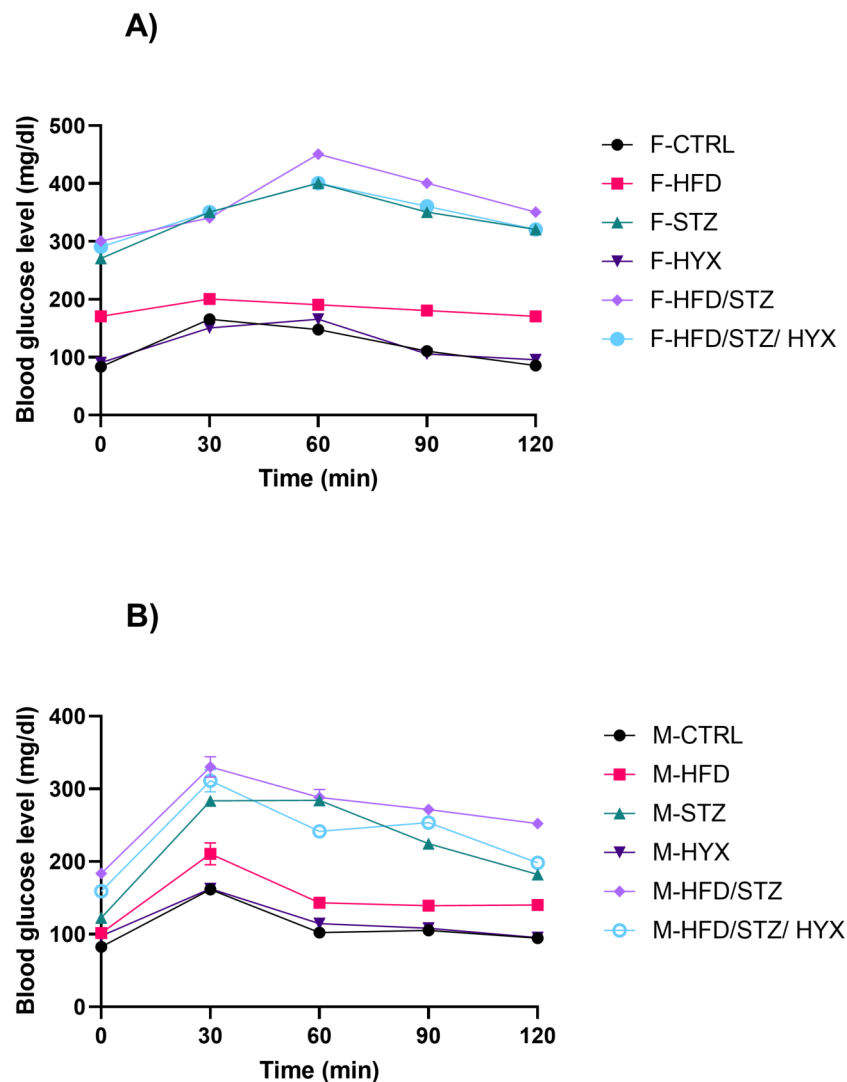 A)
Blood glucose level (mg/dl)
500
400
300
200
100
0
0 30 60 90 120
Time (min)
F-CTRL
F-HFD
F-STZ
F-HYX
F-HFD/STZ
F-HFD/STZ/ HYX
B)
Blood glucose level (mg/dl)
400
300
200
100
0
0 30 60 90 120
Time (min)
M-CTRL
M-HFD
M-STZ
M-HYX
M-HFD/STZ
M-HFD/STZ/ HYX